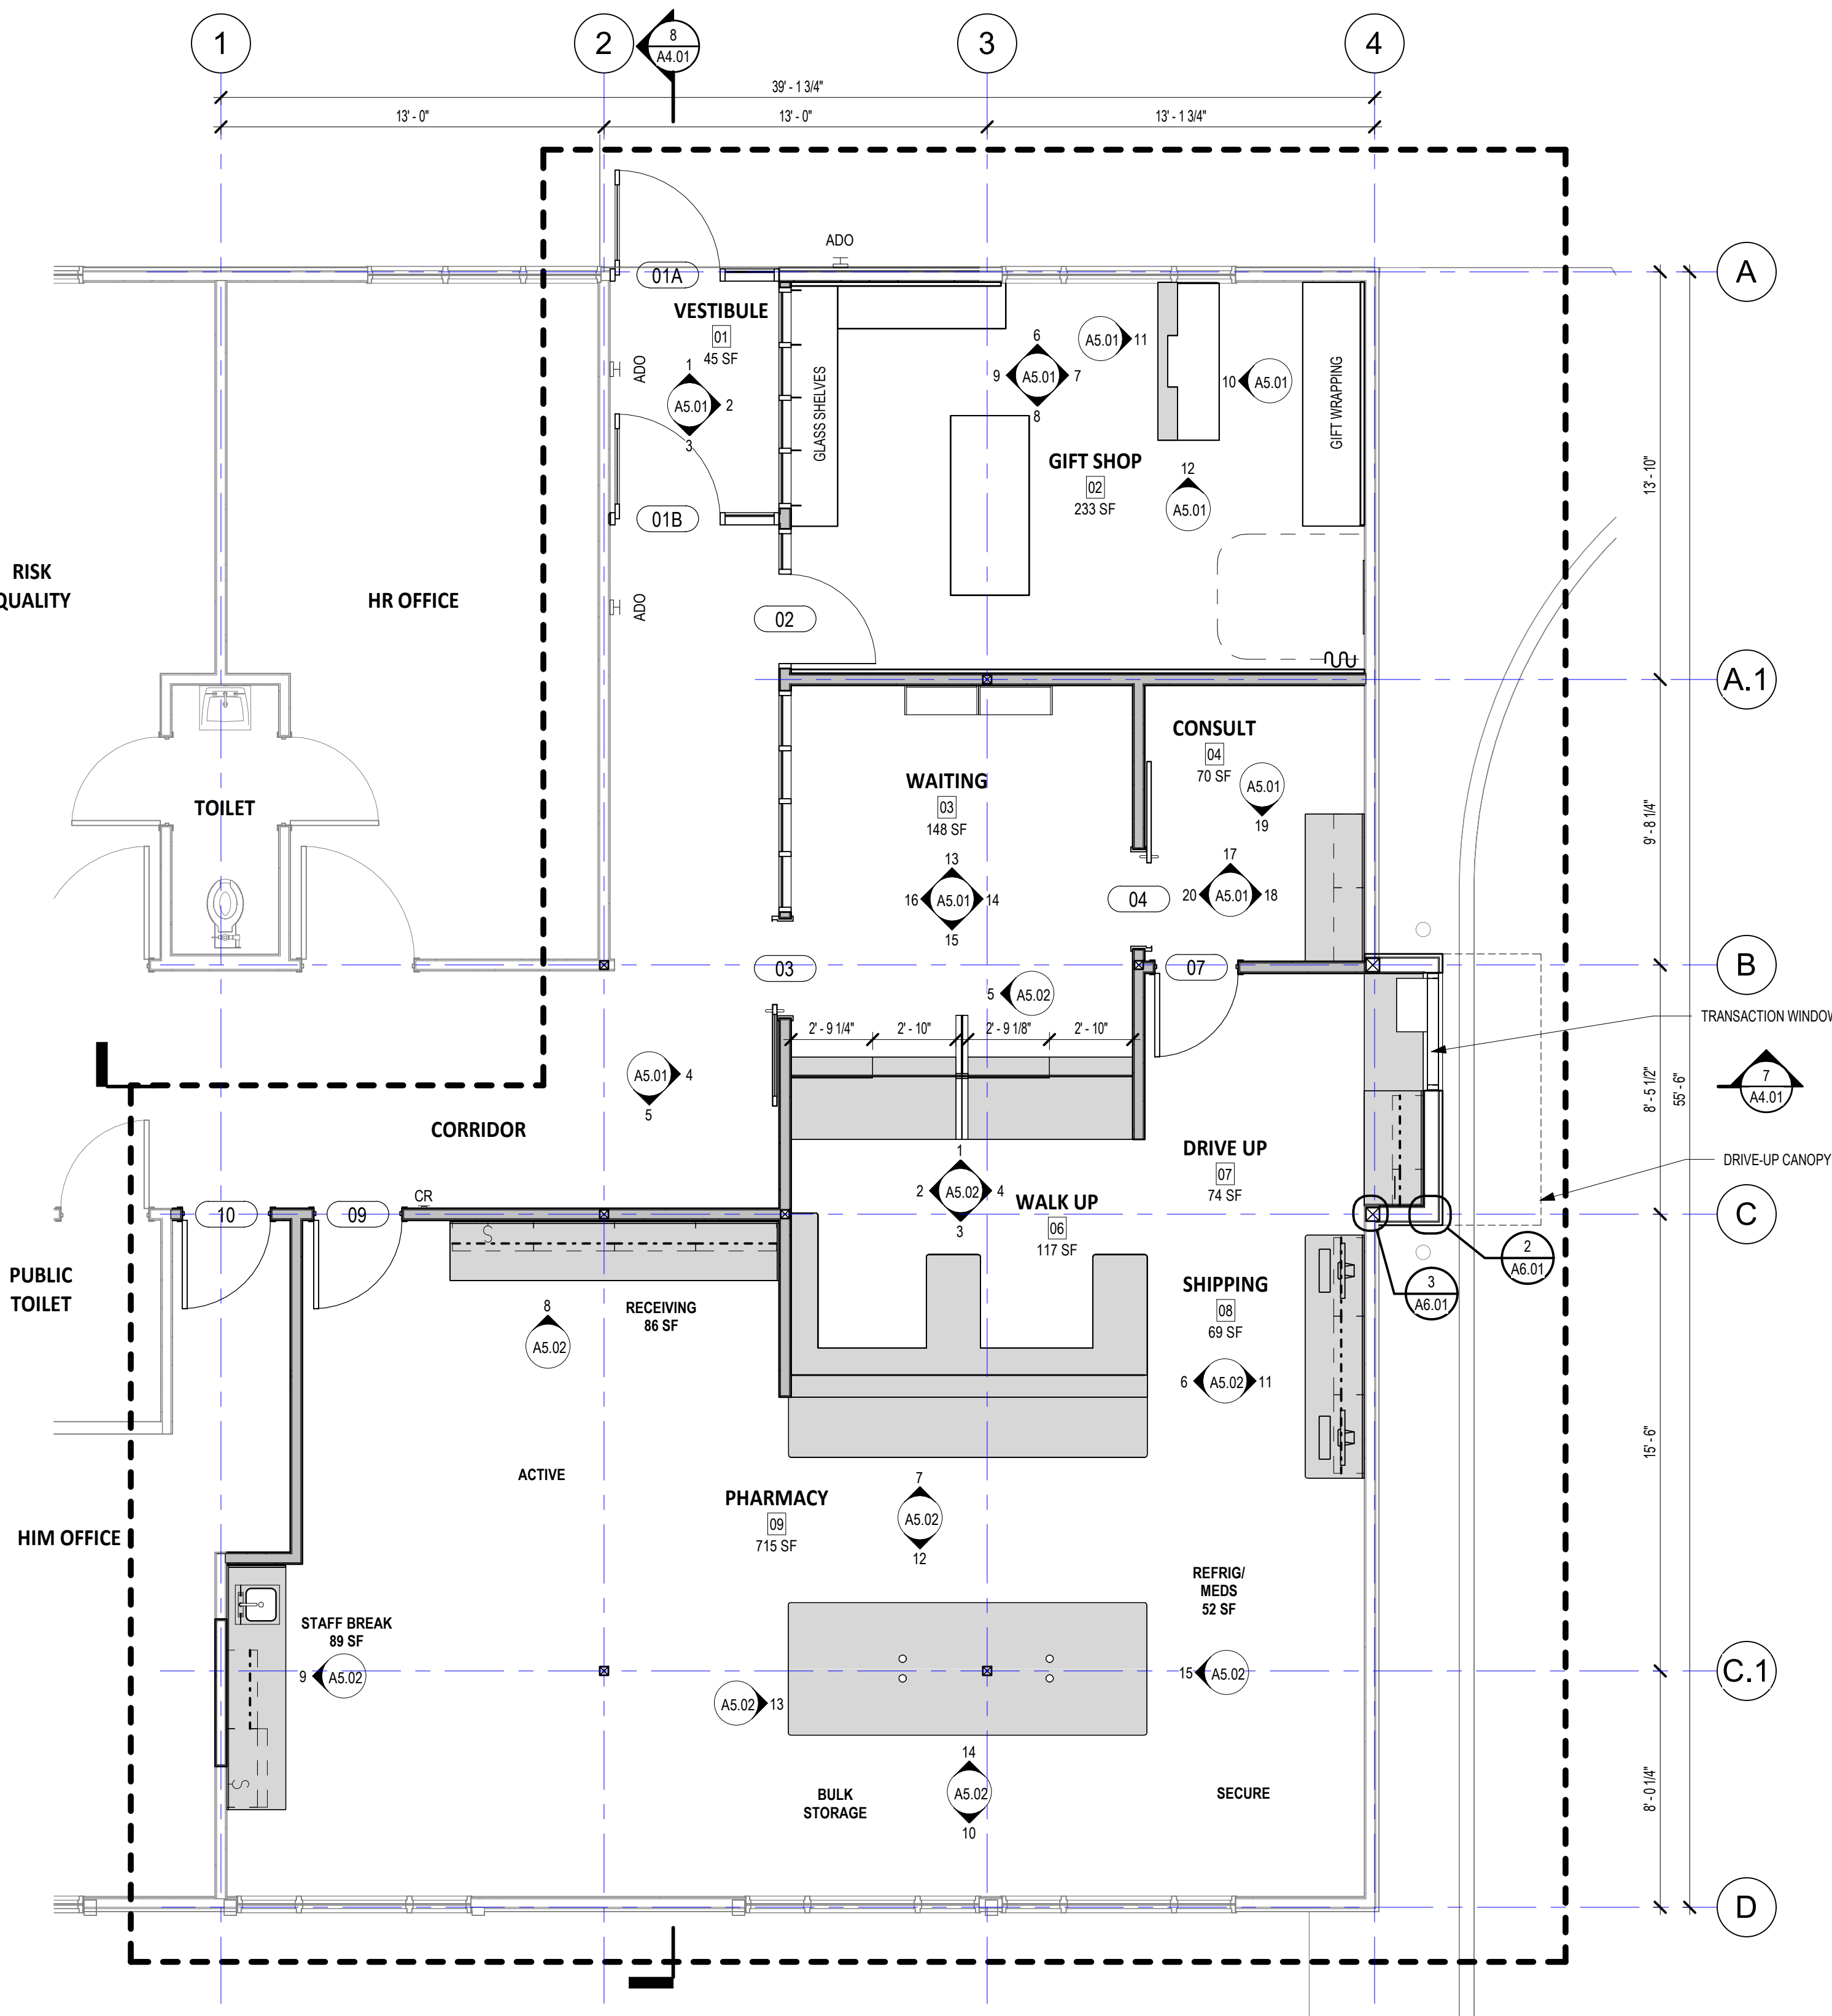 1
2
3
4
8
A4.01
39' - 1 3/4"
13' - 0"
13' - 0"
13' - 1 3/4"
ADO
A
01A
VESTIBULE
01
45 SF
ADO
1
A5.01
2
3
01B
ADO
GLASS SHELVES
6
9
A5.01
7
8
A5.01
11
10
A5.01
GIFT WRAPPING
GIFT SHOP
02
233 SF
12
A5.01
13' - 10"
RISK
QUALITY
HR OFFICE
02
A.1
TOILET
WAITING
03
148 SF
13
16
A5.01
14
15
CONSULT
04
70 SF
A5.01
19
17
20
A5.01
18
04
9' - 8 1/4"
03
07
B
5
A5.02
2' - 9 1/4"
2' - 10"
2' - 9 1/8"
2' - 10"
TRANSACTION WINDOW
A5.01
4
5
7
A4.01
8' - 5 1/2"
55' - 6"
CORRIDOR
DRIVE UP
07
74 SF
DRIVE-UP CANOPY
1
2
A5.02
4
3
WALK UP
06
117 SF
CR
10
09
C
2
A6.01
3
A6.01
PUBLIC
TOILET
S
RECEIVING
86 SF
8
A5.02
SHIPPING
08
69 SF
6
A5.02
11
15' - 6"
ACTIVE
PHARMACY
09
715 SF
7
A5.02
12
HIM OFFICE
REFRIG/
MEDS
52 SF
STAFF BREAK
89 SF
9
A5.02
15
A5.02
C.1
A5.02
13
S
14
A5.02
10
BULK
STORAGE
SECURE
8' - 0 1/4"
D